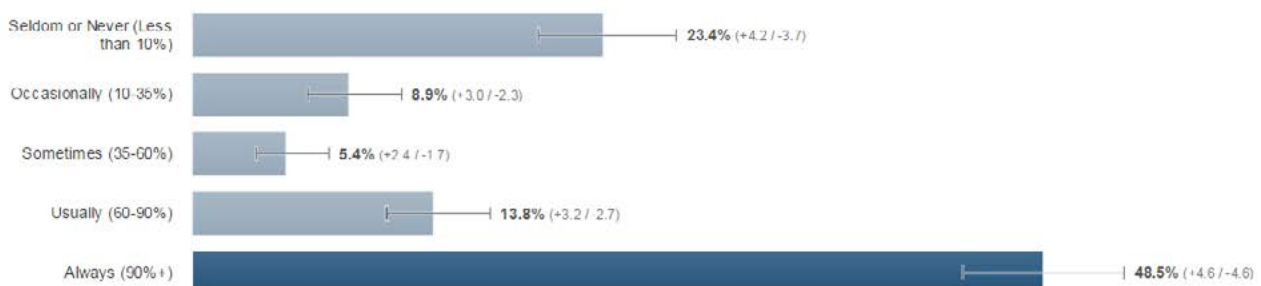 Seldom or Never (Less
than 10%)
23.4% (+4.2 / -3.7)
Occasionally (10-35%)
8.9% (+3.0 / -2.3)
Sometimes (35-60%)
5.4% (+2.4 / -1.7)
Usually (60-90%)
13.8% (+3.2 / 2.7)
Always (90%+)
48.5% (+4.6 / -4.6)